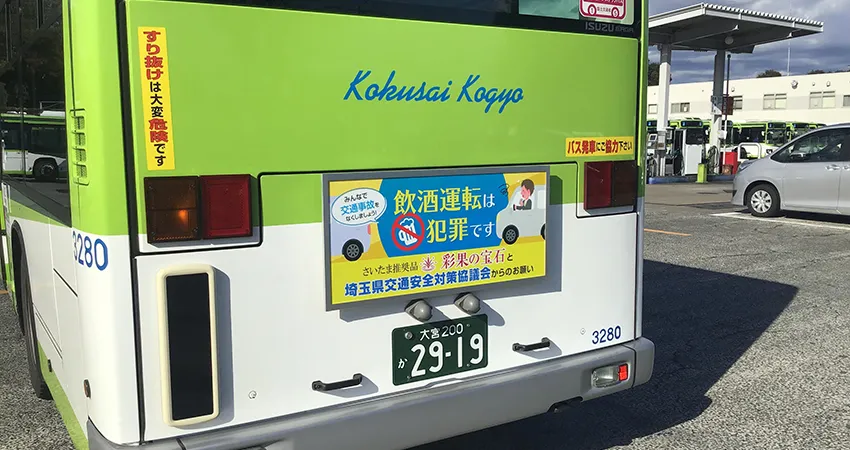 すり抜けは大変危険です
Kokusai Kogyo
ISUZU
バス発車にご協力下さい
みんなで
交通事故を
なくしましょう!
飲酒運転は
犯罪です
さいたま推奨品 彩果の宝石と
埼玉県交通安全対策協議会からのお願い
3280
大宮 200
か 29-19
3280